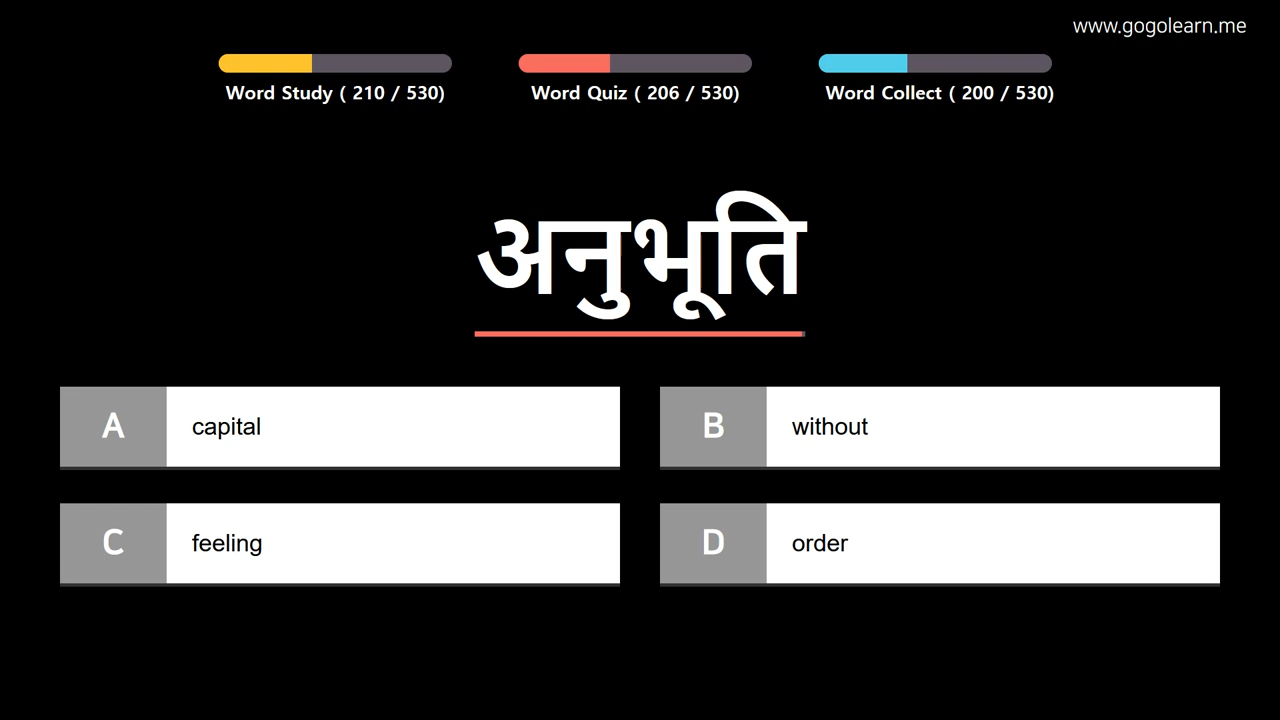 www.gogolearn.me
Word Study ( 210 / 530)
Word Quiz ( 206 / 530)
Word Collect ( 200 / 530)
अनुभूति
A capital
B without
C feeling
D order